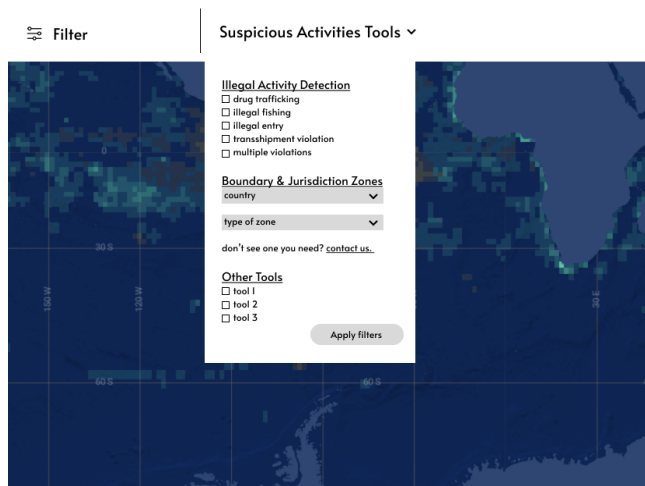 Filter
Suspicious Activities Tools
Illegal Activity Detection
drug trafficking
illegal fishing
illegal entry
transshipment violation
multiple violations
Boundary & Jurisdiction Zones
country
type of zone
don't see one you need? contact us.
Other Tools
tool 1
tool 2
tool 3
Apply filters
0
30 S
150 W
120 W
30 E
60 S
60 S